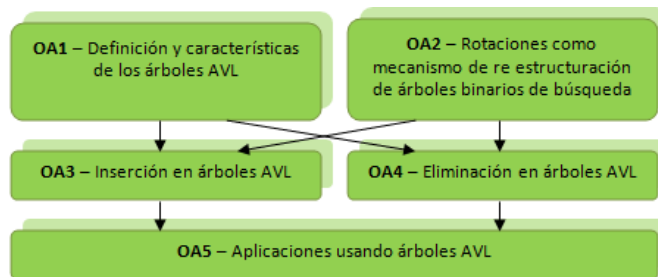 OA1 – Definición y características
de los árboles AVL
OA2 – Rotaciones como
mecanismo de re estructuración
de árboles binarios de búsqueda
OA3 – Inserción en árboles AVL
OA4 – Eliminación en árboles AVL
OA5 – Aplicaciones usando árboles AVL